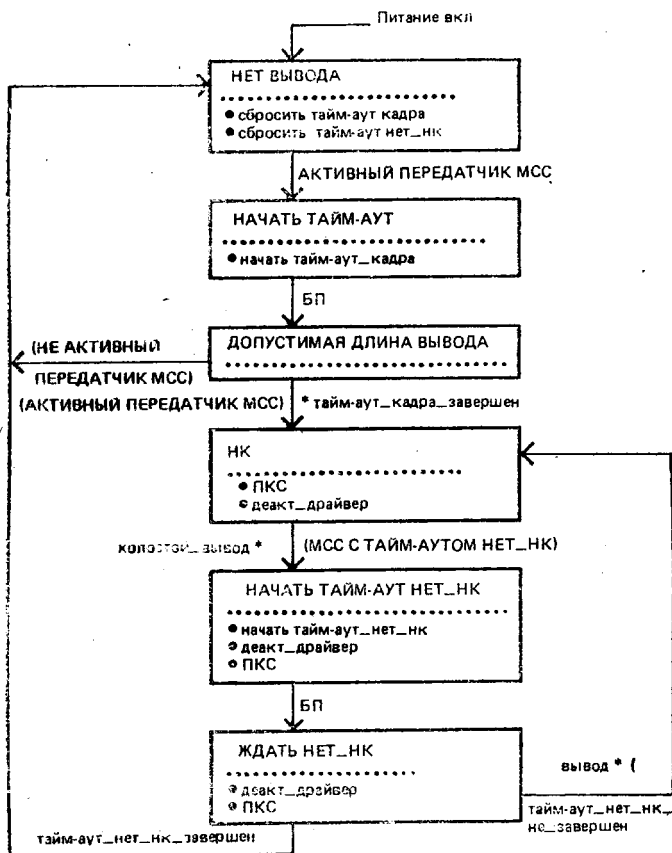 Питание вкл
НЕТ ВЫВОДА
● сбросить тайм-аут кадра
● сбросить тайм-аут нет_нк
АКТИВНЫЙ ПЕРЕДАТЧИК МСС
НАЧАТЬ ТАЙМ-АУТ
● начать тайм-аут_кадра
БП
(НЕ АКТИВНЫЙ
ПЕРЕДАТЧИК МСС)
ДОПУСТИМАЯ ДЛИНА ВЫВОДА
(АКТИВНЫЙ ПЕРЕДАТЧИК МСС) * тайм-аут_кадра_завершен
НК
● ПКС
● деакт_драйвер
холостой_вывод * (МСС С ТАЙМ-АУТОМ НЕТ_НК)
НАЧАТЬ ТАЙМ-АУТ НЕТ_НК
● начать тайм-аут_нет_нк
● деакт_драйвер
● ПКС
БП
ЖДАТЬ НЕТ_НК
● деакт_драйвер
● ПКС
вывод * (
тайм-аут_нет_нк_
не_завершен
тайм-аут_нет_нк_завершен